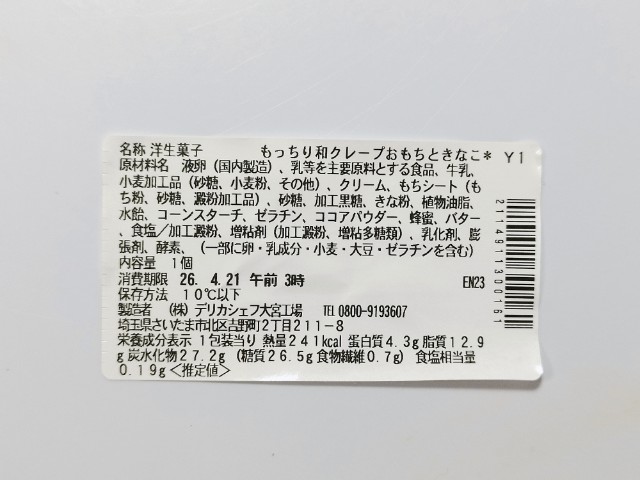 名称 洋生菓子 もっちり和クレープおもちときなこ* Y1
原材料名 液卵（国内製造）、乳等を主要原料とする食品、牛乳、
小麦加工品（砂糖、小麦粉、その他）、クリーム、もちシート（も
ち粉、砂糖、澱粉加工品）、砂糖、加工黒糖、きな粉、植物油脂、
水飴、コーンスターチ、ゼラチン、ココアパウダー、蜂蜜、バター
、食塩／加工澱粉、増粘剤（加工澱粉、増粘多糖類）、乳化剤、膨
張剤、酵素、（一部に卵・乳成分・小麦・大豆・ゼラチンを含む）
内容量 1個
消費期限 26. 4.21 午前 3時 EN23
保存方法 10℃以下
製造者 （株）デリカシェフ大宮工場 TEL 0800-9193607
埼玉県さいたま市北区吉野町2丁目211-8
栄養成分表示 1包装当り 熱量241kcal 蛋白質4.3g 脂質12.9
g 炭水化物27.2g（糖質26.5g 食物繊維0.7g） 食塩相当量
0.19g＜推定値＞
2114911300161